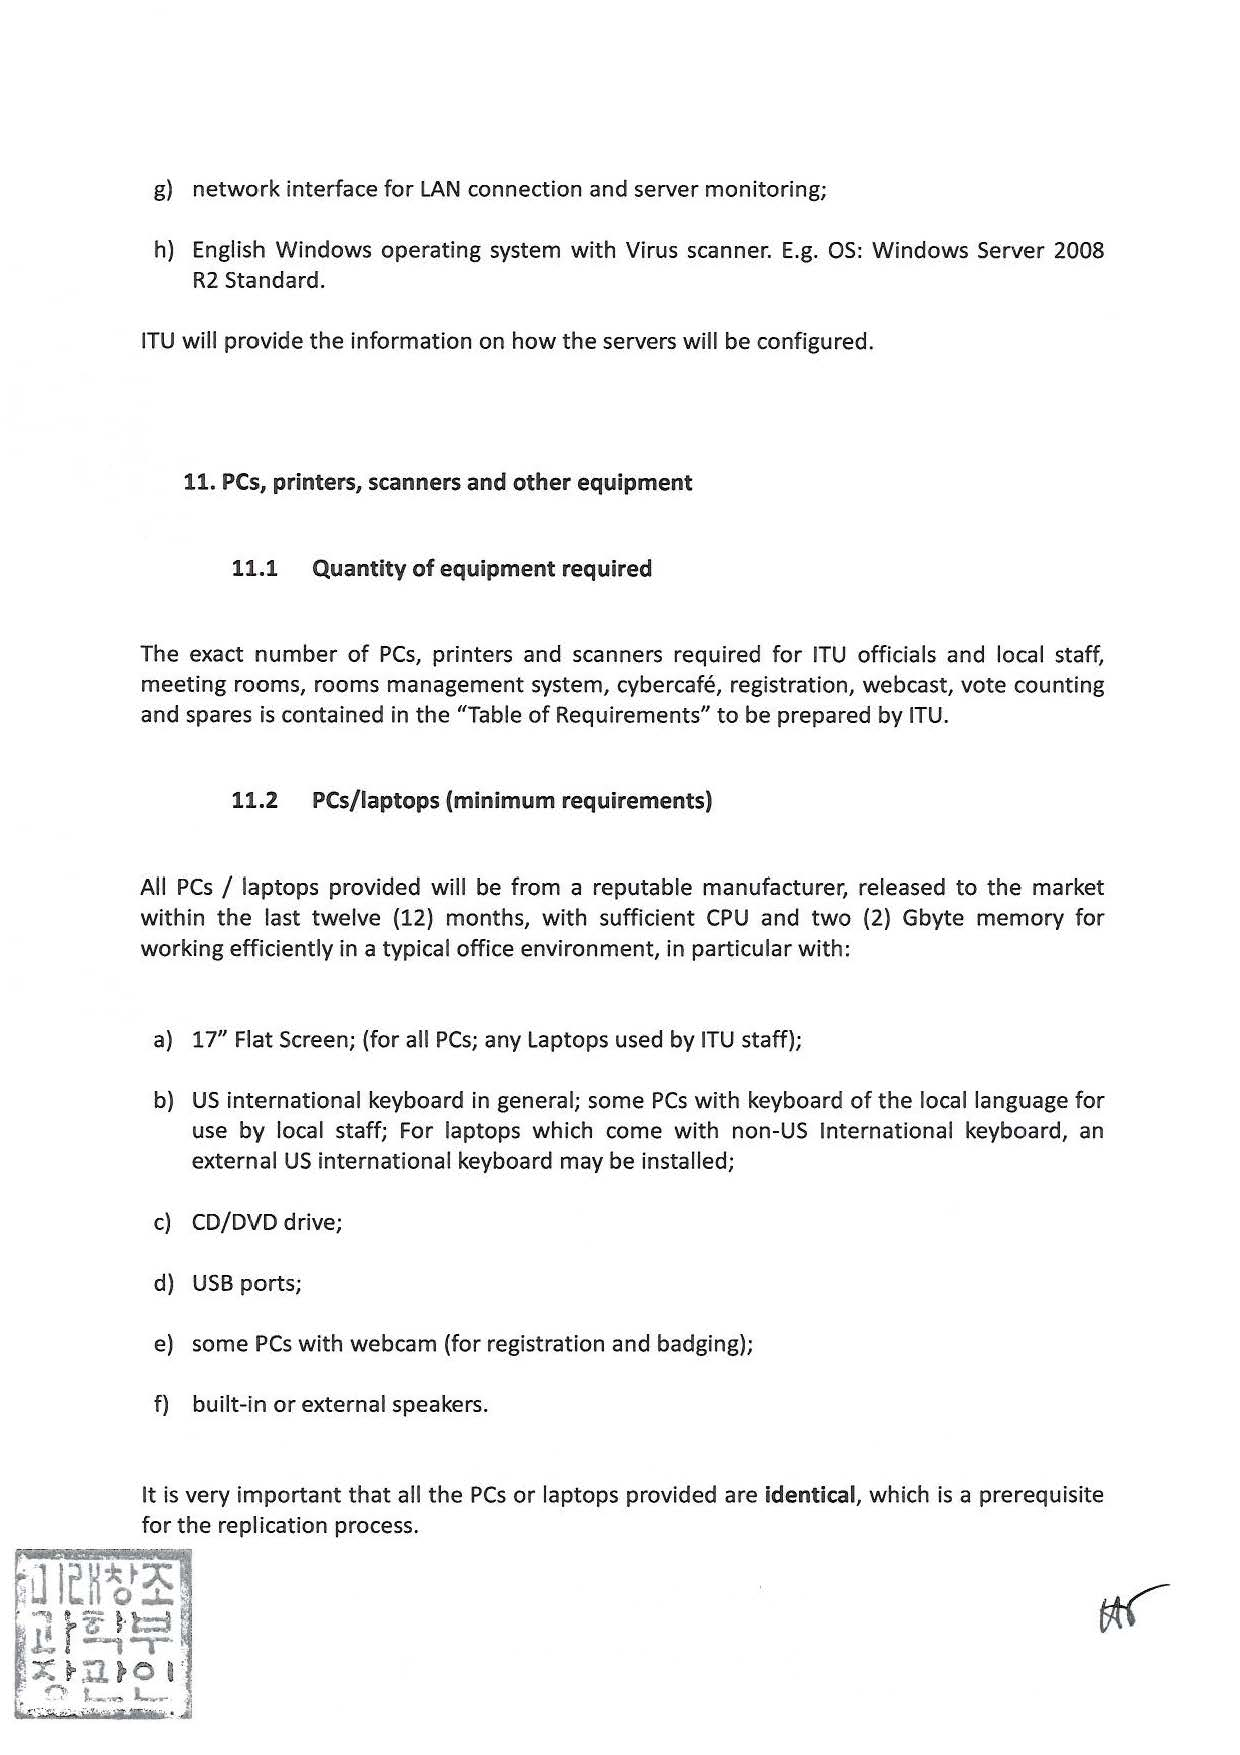 g) network interface for LAN connection and server monitoring;
h) English Windows operating system with Virus scanner. E.g. OS: Windows Server 2008
R2 Standard.
ITU will provide the information on how the servers will be configured.
11. PCs, printers, scanners and other equipment
11.1 Quantity of equipment required
The exact number of PCs, printers and scanners required for ITU officials and local staff,
meeting rooms, rooms management system, cybercafé, registration, webcast, vote counting
and spares is contained in the “Table of Requirements” to be prepared by ITU.
11.2 PCs/laptops (minimum requirements)
All PCs / laptops provided will be from a reputable manufacturer, released to the market
within the last twelve (12) months, with sufficient CPU and two (2) Gbyte memory for
working efficiently in a typical office environment, in particular with:
a) 17” Flat Screen; (for all PCs; any Laptops used by ITU staff);
b) US international keyboard in general; some PCs with keyboard of the local language for
use by local staff; For laptops which come with non-US International keyboard, an
external US international keyboard may be installed;
c) CD/DVD drive;
d) USB ports;
e) some PCs with webcam (for registration and badging);
f) built-in or external speakers.
It is very important that all the PCs or laptops provided are identical, which is a prerequisite
for the replication process.
미래창조
과학부
장관인